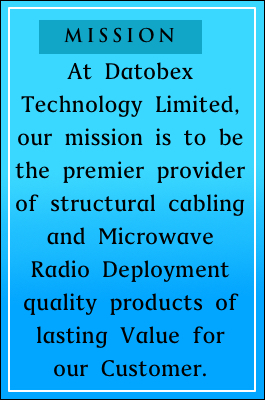 MISSION
At Datobex
Technology Limited,
our mission is to be
the premier provider
of structural cabling
and Microwave
Radio Deployment
quality products of
lasting Value for
our Customer.